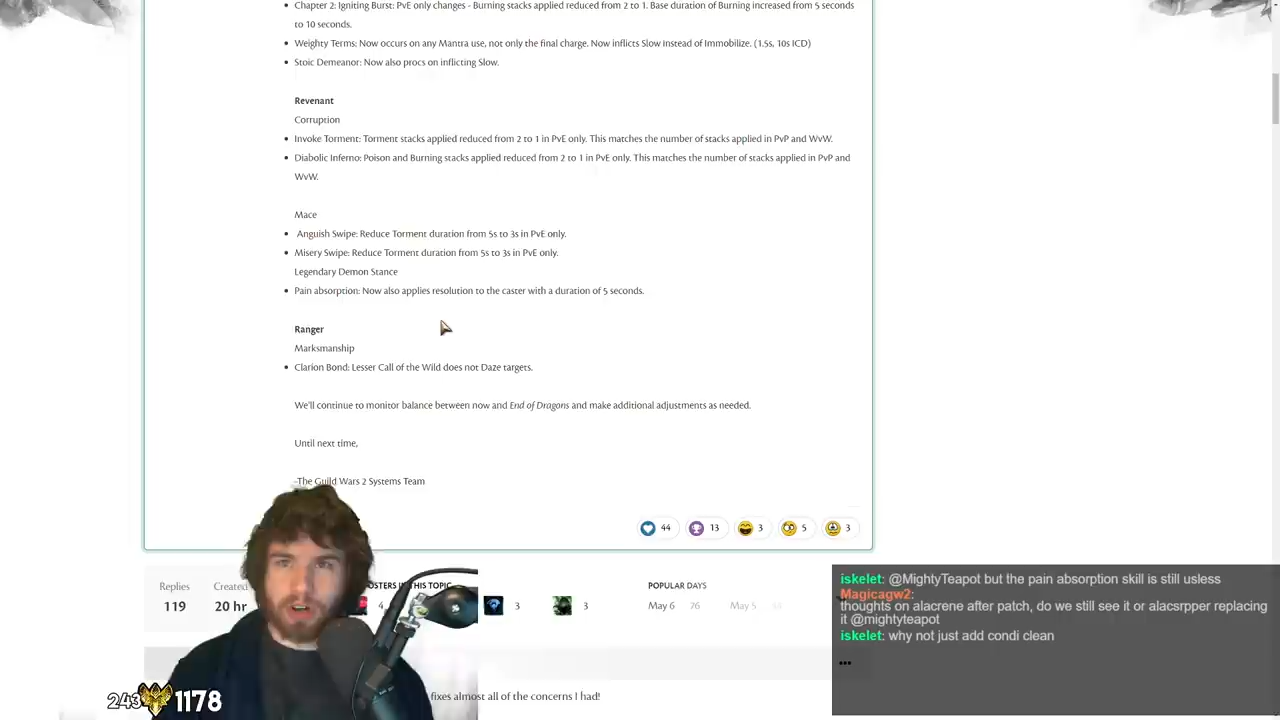 Chapter 2: Igniting Burst: PvE only changes - Burning stacks applied reduced from 2 to 1. Base duration of Burning increased from 5 seconds
to 10 seconds.
Weighty Terms: Now occurs on any Mantra use, not only the final charge. Now inflicts Slow Instead of Immobilize. (1.5s, 10s ICD)
Stoic Demeanor: Now also procs on inflicting Slow.
Revenant
Corruption
Invoke Torment: Torment stacks applied reduced from 2 to 1 in PvE only. This matches the number of stacks applied in PvP and WvW.
Diabolic Inferno: Poison and Burning stacks applied reduced from 2 to 1 in PvE only. This matches the number of stacks applied in PvP and
WvW.
Mace
Anguish Swipe: Reduce Torment duration from 5s to 3s in PvE only.
Misery Swipe: Reduce Torment duration from 5s to 3s in PvE only.
Legendary Demon Stance
Pain absorption: Now also applies resolution to the caster with a duration of 5 seconds.
Ranger
Marksmanship
Clarion Bond: Lesser Call of the Wild does not Daze targets.
We'll continue to monitor balance between now and End of Dragons and make additional adjustments as needed.
Until next time,
-The Guild Wars 2 Systems Team
44 13 3 5 3
Replies Created IN THIS TOPIC POPULAR DAYS
119 20 hr 4 3 3 May 6 76 May 5
iskelet: @MightyTeapot but the pain absorption skill is still usless
Magicagw2:
thoughts on alacrene after patch, do we still see it or alacsrpper replacing
it @mightyteapot
iskelet: why not just add condi clean
...
fixes almost all of the concerns I had!
243 1178